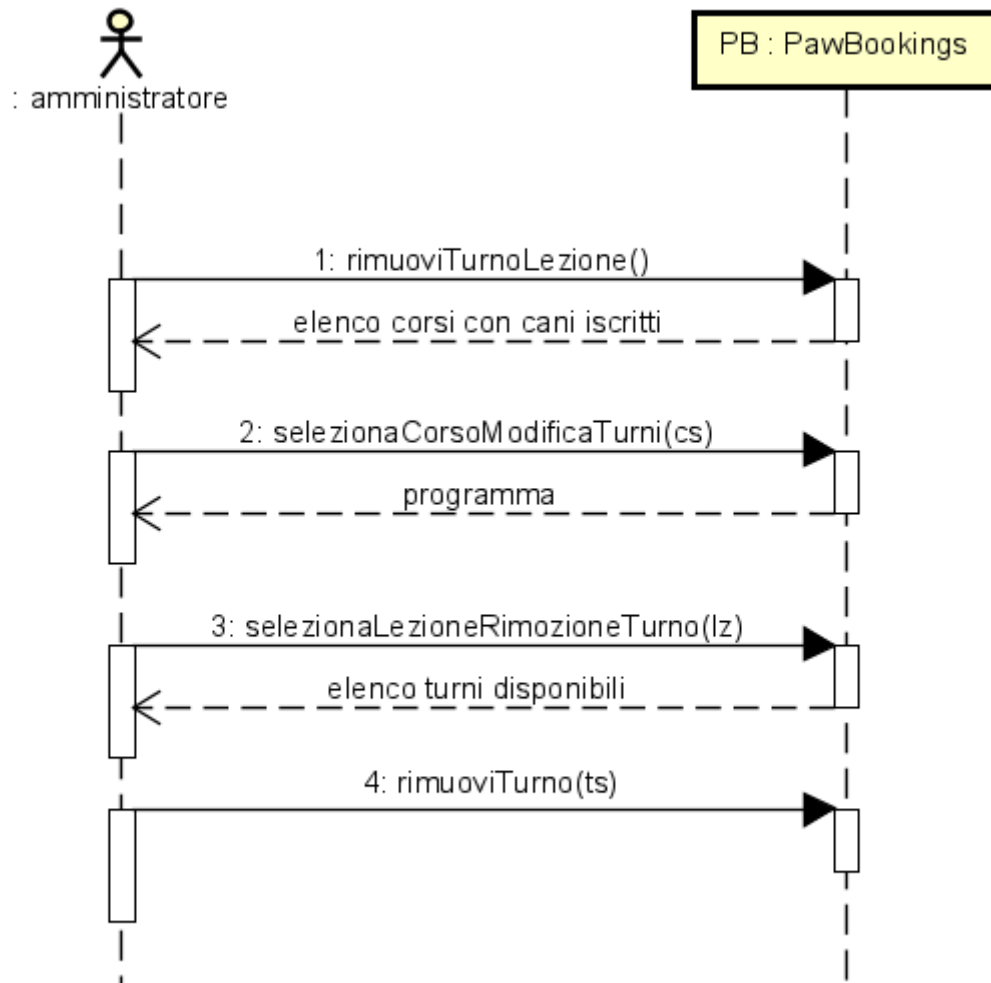 PB : PawBookings
: amministratore
1: rimuoviTurnoLezione()
elenco corsi con cani iscritti
2: selezionaCorsoModificaTurni(cs)
programma
3: selezionaLezioneRimozioneTurno(lz)
elenco turni disponibili
4: rimuoviTurno(ts)